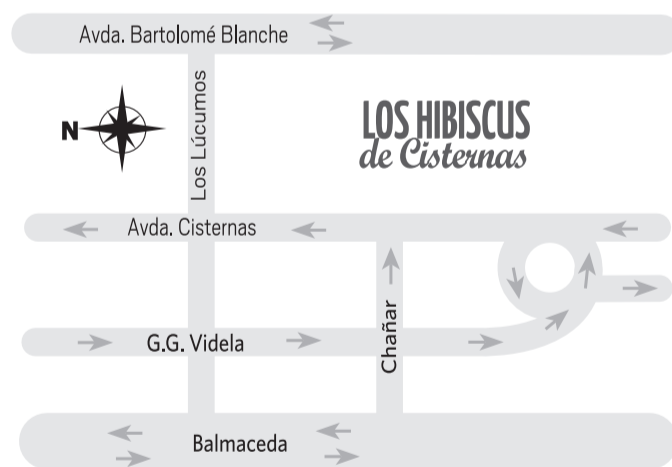 Avda. Bartolomé Blanche
Los Lúcumos
N
LOS HIBISCUS
de Cisternas
Avda. Cisternas
Chañar
G.G. Videla
Balmaceda